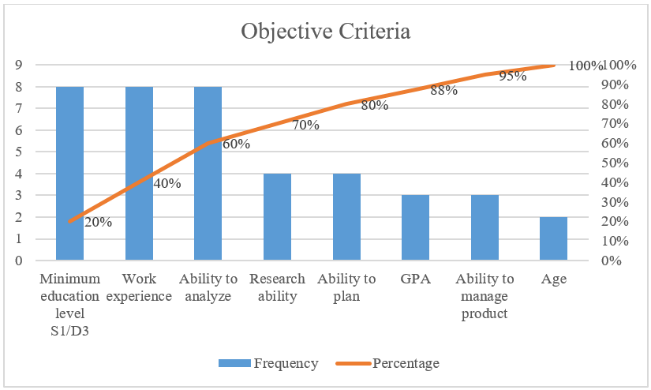 Objective Criteria
9
8
7
6
5
4
3
2
1
0
100%
90%
80%
70%
60%
50%
40%
30%
20%
10%
0%
20%
40%
60%
70%
80%
88%
95%
100%
Minimum
education
level
S1/D3
Work
experience
Ability to
analyze
Research
ability
Ability to
plan
GPA
Ability to
manage
product
Age
Frequency
Percentage